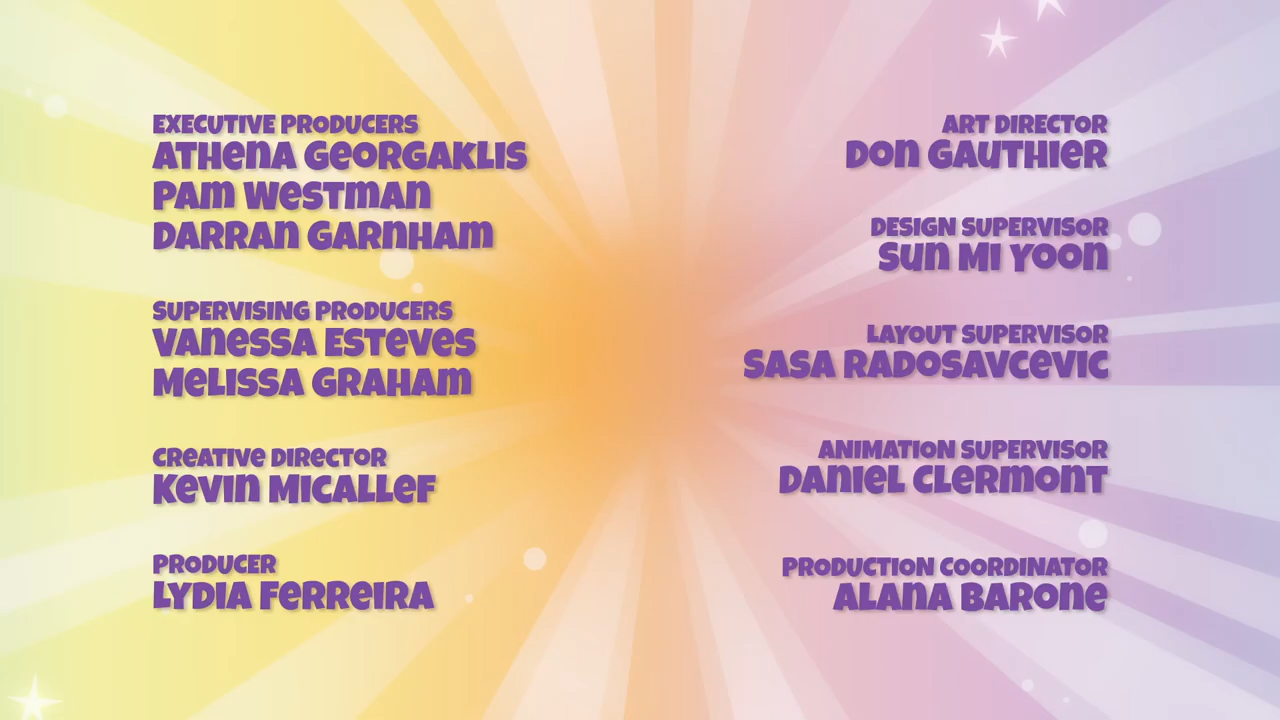 EXECUTIVE PRODUCERS
ATHENA GEORGAKLIS
PAM WESTMAN
DARRAN GARNHAM
SUPERVISING PRODUCERS
VANESSA ESTEVES
MELISSA GRAHAM
CREATIVE DIRECTOR
KEVIN MICALLEF
PRODUCER
LYDIA FERREIRA
ART DIRECTOR
DON GAUTHIER
DESIGN SUPERVISOR
SUN MI YOON
LAYOUT SUPERVISOR
SASA RADOSAVCEVIC
ANIMATION SUPERVISOR
DANIEL CLERMONT
PRODUCTION COORDINATOR
ALANA BARONE